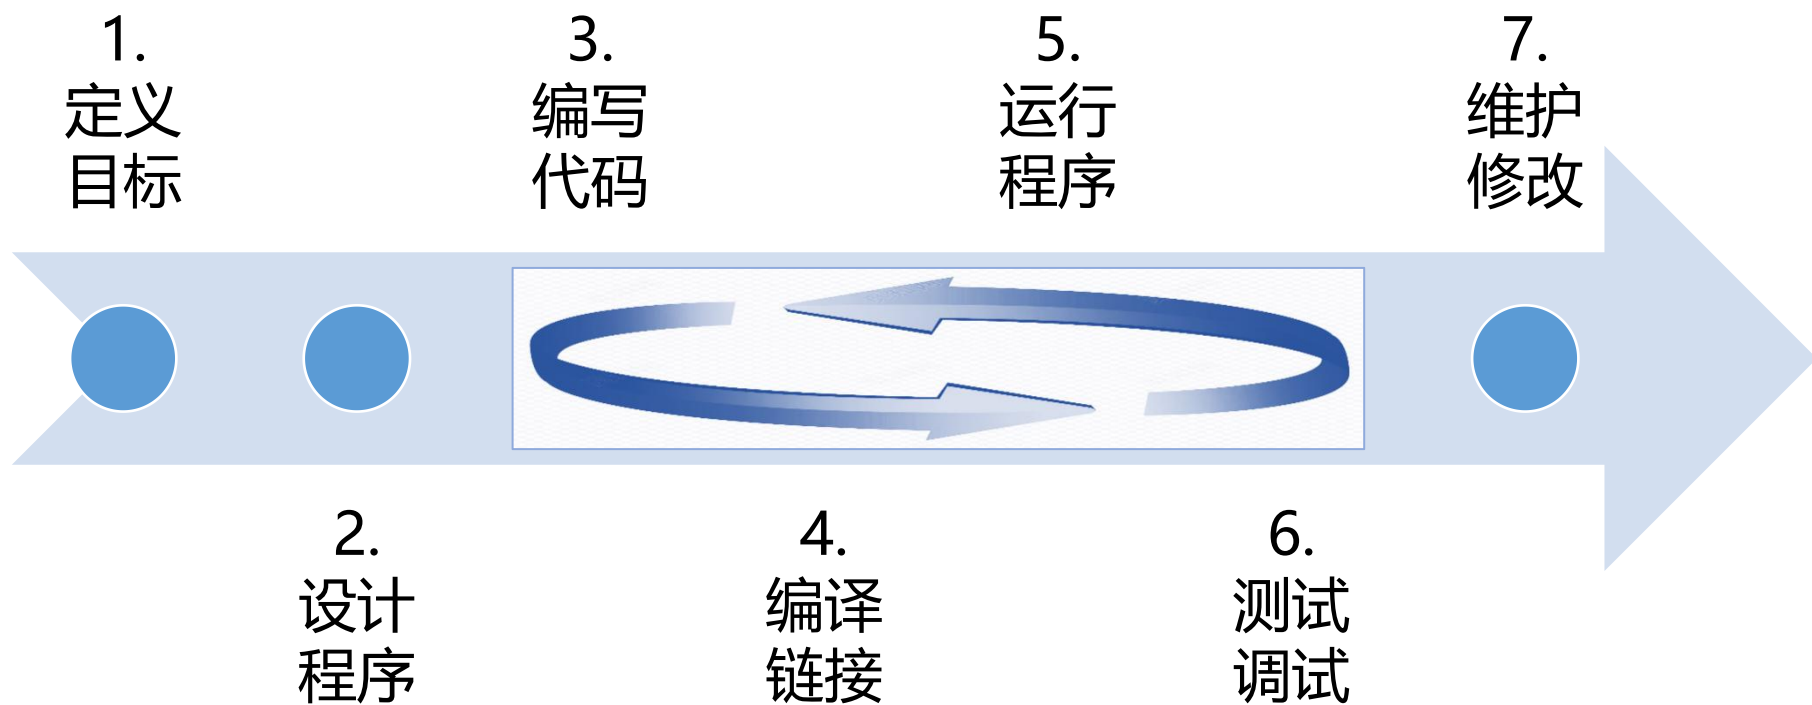 1.
定义
目标
2.
设计
程序
3.
编写
代码
4.
编译
链接
5.
运行
程序
6.
测试
调试
7.
维护
修改